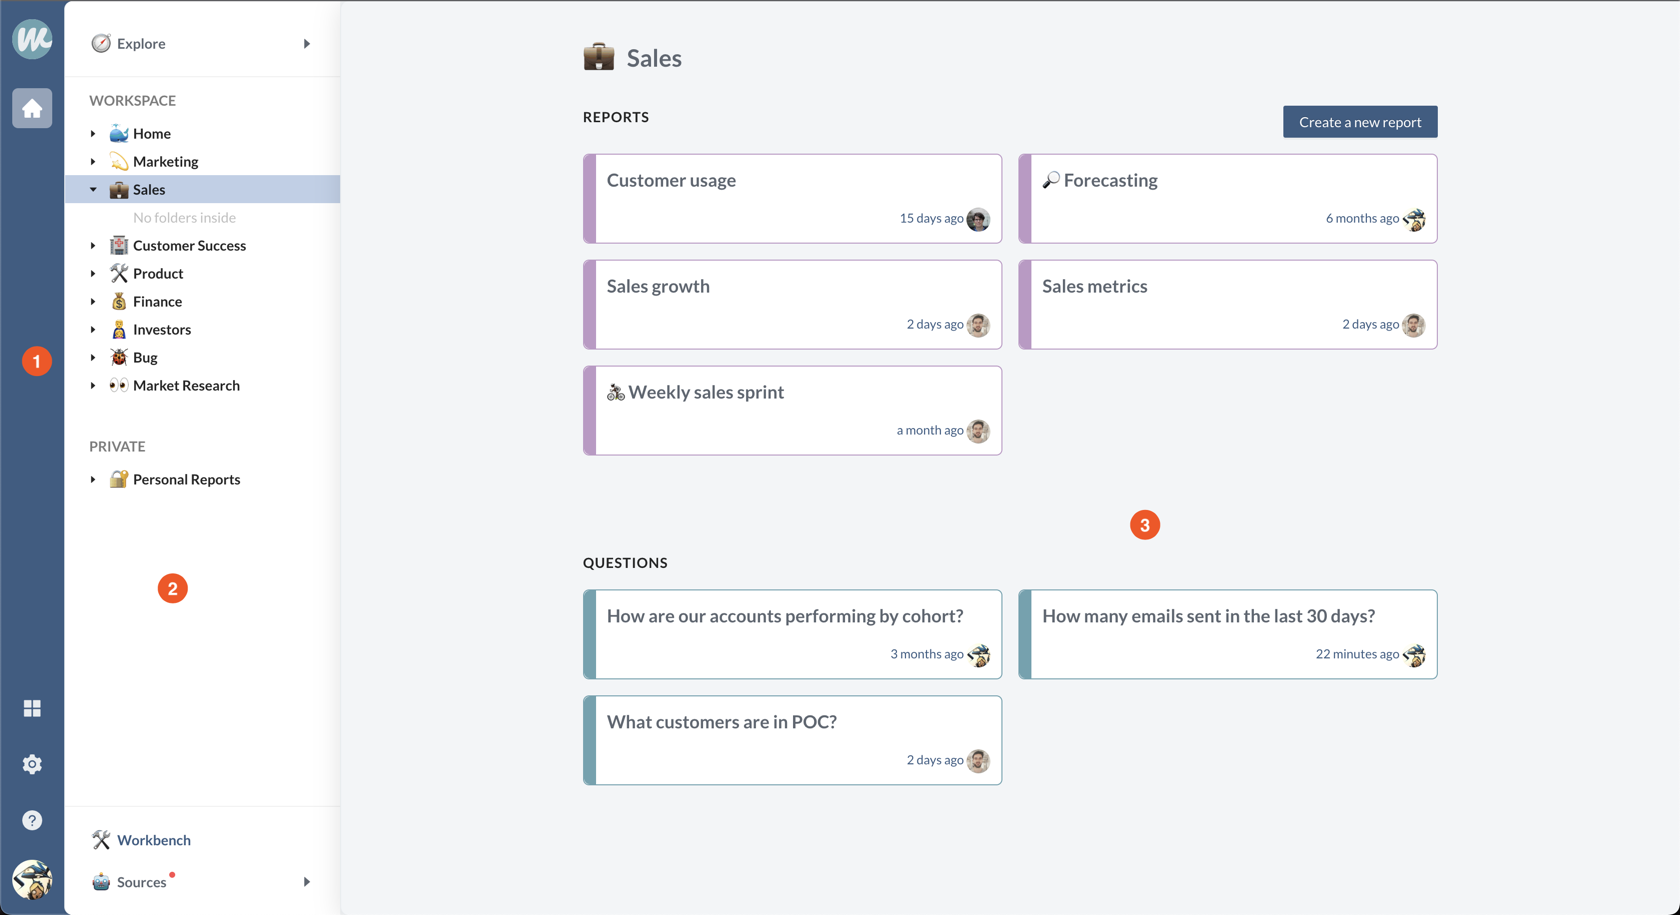 W
Explore
WORKSPACE
Home
Marketing
Sales
No folders inside
Customer Success
Product
Finance
Investors
Bug
Market Research
PRIVATE
Personal Reports
Workbench
Sources
1
2
?
Sales
REPORTS
Create a new report
Customer usage
15 days ago
Forecasting
6 months ago
Sales growth
2 days ago
Sales metrics
2 days ago
Weekly sales sprint
a month ago
3
QUESTIONS
How are our accounts performing by cohort?
3 months ago
How many emails sent in the last 30 days?
22 minutes ago
What customers are in POC?
2 days ago